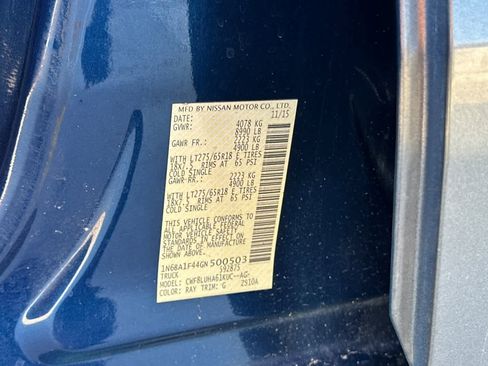 MFD BY NISSAN MOTOR CO., LTD.
DATE: 11/15
GVWR: 4078 KG
8990 LB
GAWR FR.: 2223 KG
4900 LB
WITH LT275/65R18 E TIRES
18x7.5 RIMS AT 65 PSI
COLD SINGLE
GAWR-RR.: 2223 KG
4900 LB
WITH LT275/65R18 E TIRES
18x7.5 RIMS AT 65 PSI
COLD SINGLE
THIS VEHICLE CONFORMS TO
ALL APPLICABLE FEDERAL
MOTOR VEHICLE SAFETY
STANDARDS IN EFFECT ON
THE DATE OF MANUFACTURE
SHOWN ABOVE.
1N6BA1F44GN500503
TRUCK 592875
MODEL: CWFBLUHA61KUC--AG-
COLOR: RAY TRIM: G 2S10A